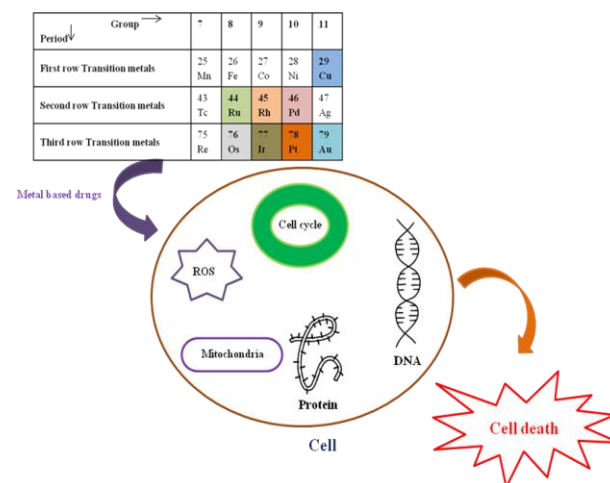 Group → 7 8 9 10 11
Period↓
First row Transition metals 25 26 27 28 29
Mn Fe Co Ni Cu
Second row Transition metals 43 44 45 46 47
Tc Ru Rh Pd Ag
Third row Transition metals 75 76 77 78 79
Re Os Ir Pt Au
Metal based drugs
Cell cycle
ROS
Mitochondria
Protein
DNA
Cell
Cell death